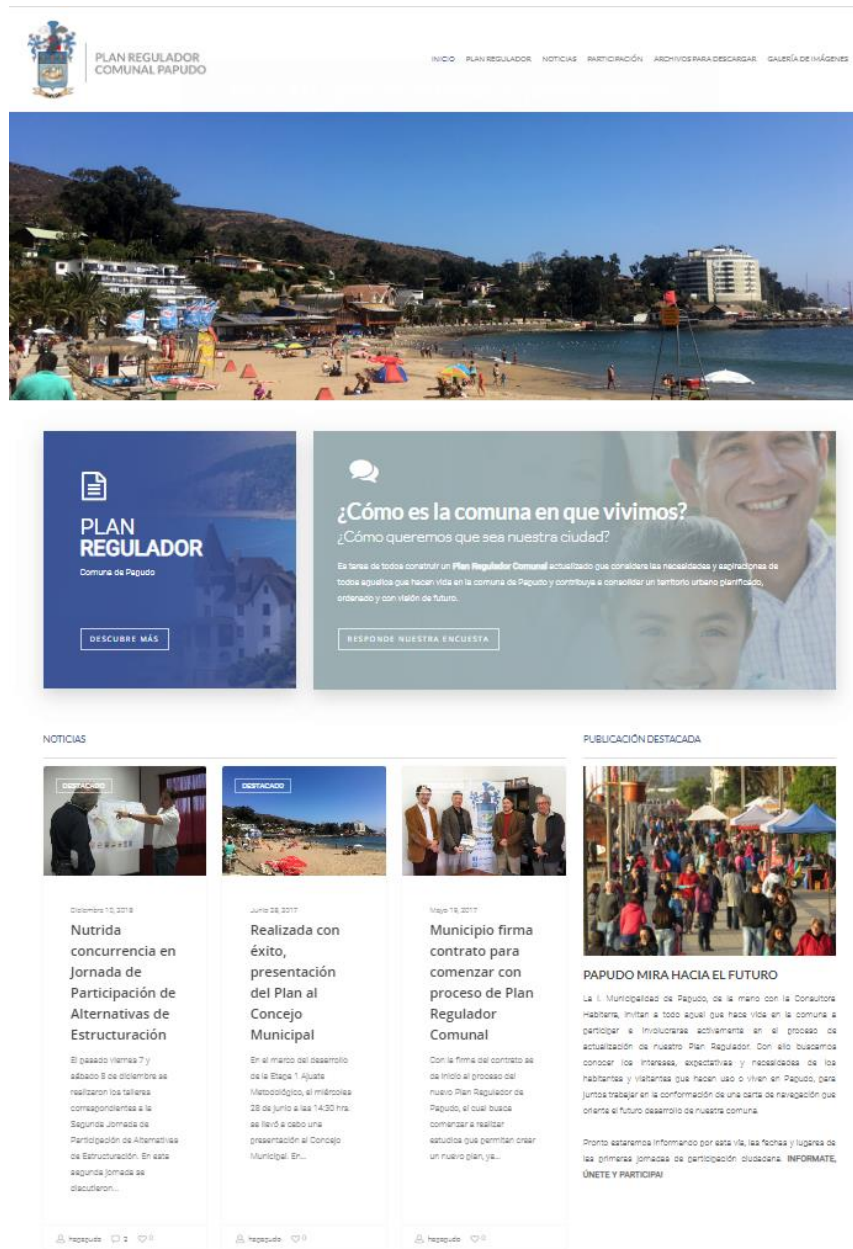 PLAN REGULADOR
COMUNAL PAPUDO
INICIO PLAN REGULADOR NOTICIAS PARTICIPACIÓN ARCHIVOS PARA DESCARGAR GALERÍA DE IMÁGENES
PLAN
REGULADOR
Comuna de Papudo
DESCUBRE MÁS
¿Cómo es la comuna en que vivimos?
¿Cómo queremos que sea nuestra ciudad?
Es tarea de todos construir un Plan Regulador Comunal actualizado que considere las necesidades y aspiraciones de
todos aquellos que hacen vida en la comuna de Papudo y contribuya a consolidar un territorio urbano planificado,
ordenado y con visión de futuro.
RESPONDE NUESTRA ENCUESTA
NOTICIAS
DESTACADO
Diciembre 10, 2018
Nutrida
concurrencia en
Jornada de
Participación de
Alternativas de
Estructuración
El pasado viernes 7 y
sábado 8 de diciembre se
realizaron los talleres
correspondientes a la
Segunda Jornada de
Participación de Alternativas
de Estructuración. En esta
segunda jornada se
discutieron...
hapapudo 2 0
DESTACADO
Junio 28, 2017
Realizada con
éxito,
presentación
del Plan al
Concejo
Municipal
En el marco del desarrollo
de la Etapa 1 Ajuste
Metodológico, el miércoles
28 de junio a las 14:30 hrs.
se llevó a cabo una
presentación al Concejo
Municipal. En...
hapapudo 0
Mayo 19, 2017
Municipio firma
contrato para
comenzar con
proceso de Plan
Regulador
Comunal
Con la firma del contrato se
da inicio al proceso del
nuevo Plan Regulador de
Papudo, el cual busca
comenzar a realizar
estudios que permitan crear
un nuevo plan, ya...
hapapudo 0
PUBLICACIÓN DESTACADA
PAPUDO MIRA HACIA EL FUTURO
La I. Municipalidad de Papudo, de la mano con la Consultora
Habiterra, invitan a todo aquel que hace vida en la comuna a
participar e involucrarse activamente en el proceso de
actualización de nuestro Plan Regulador. Con ello buscamos
conocer los intereses, expectativas y necesidades de los
habitantes y visitantes que hacen uso o viven en Papudo, para
juntos trabajar en la conformación de una carta de navegación que
oriente el futuro desarrollo de nuestra comuna.
Pronto estaremos informando por esta vía, las fechas y lugares de
las primeras jornadas de participación ciudadana. INFORMATE,
ÚNETE Y PARTICIPA!